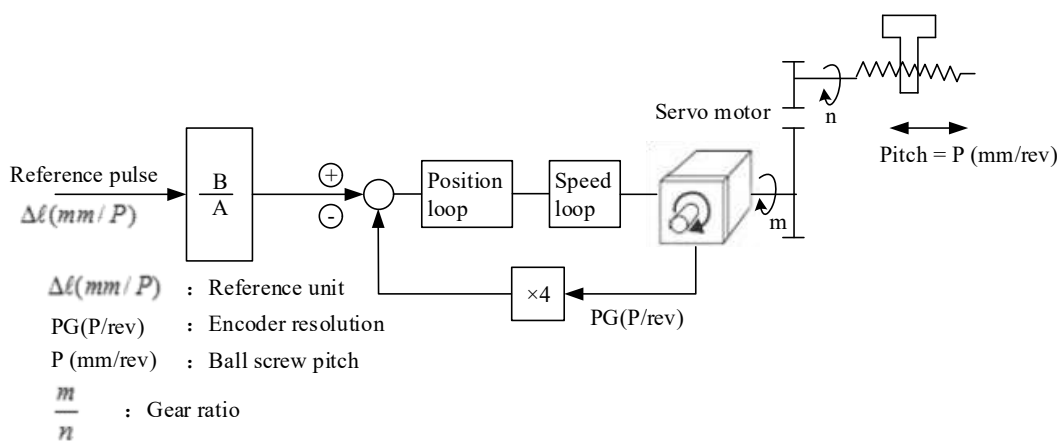 n
Servo motor
Pitch = P (mm/rev)
Reference pulse
Δℓ(mm/P)
B
A
+
-
Position
loop
Speed
loop
m
×4
PG(P/rev)
Δℓ(mm/P) : Reference unit
PG(P/rev) : Encoder resolution
P (mm/rev) : Ball screw pitch
m
n
: Gear ratio